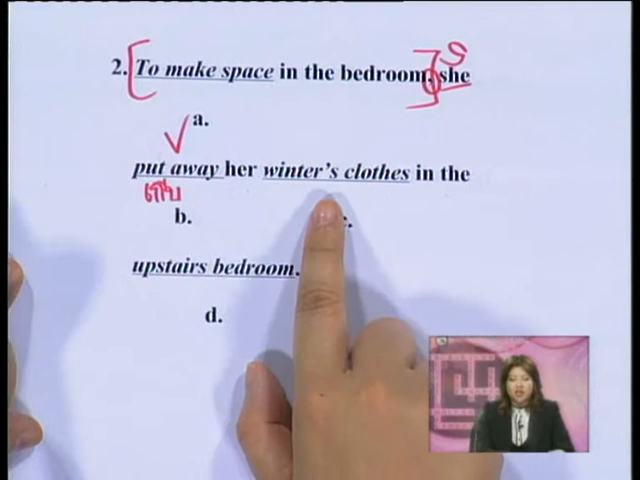 2. To make space in the bedroom, she
S
a.
put away her winter's clothes in the
เก็บ
b. c.
upstairs bedroom.
d.